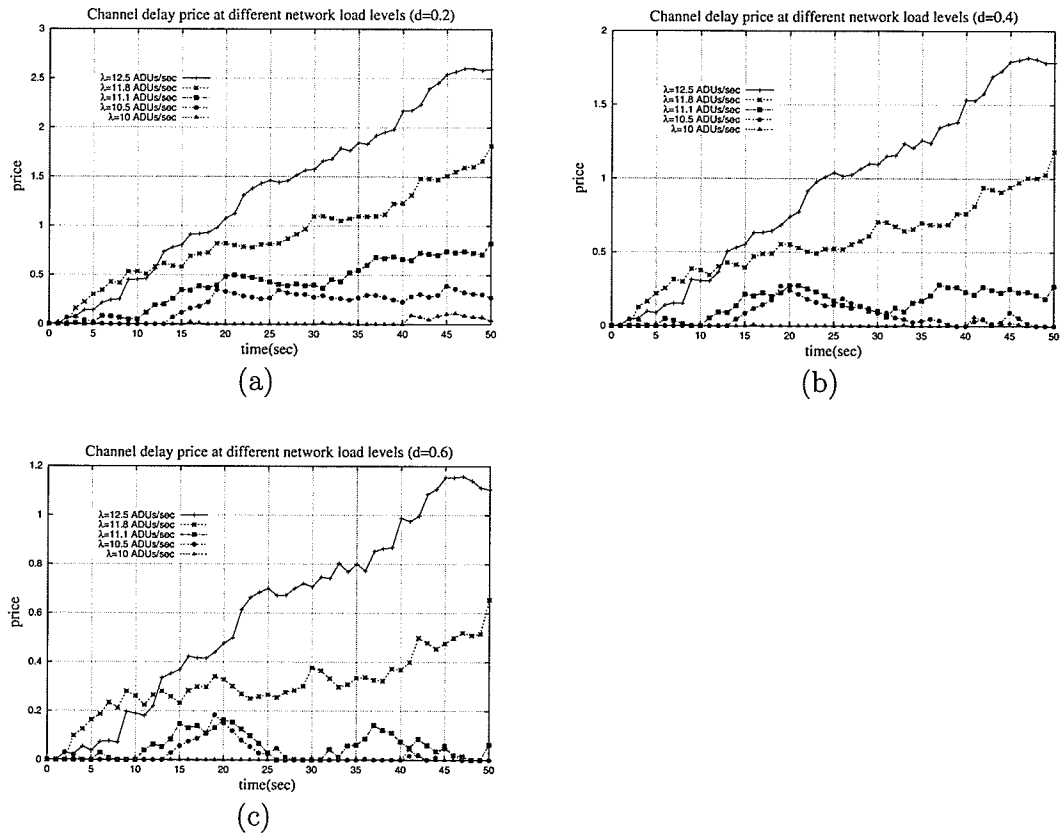 Channel delay price at different network load levels (d=0.2)
3
2.5
2
1.5
1
0.5
0
price
λ=12.5 ADUs/sec
λ=11.8 ADUs/sec
λ=11.1 ADUs/sec
λ=10.5 ADUs/sec
λ=10 ADUs/sec
0 5 10 15 20 25 30 35 40 45 50
time(sec)
(a)
Channel delay price at different network load levels (d=0.4)
2
1.5
1
0.5
0
price
λ=12.5 ADUs/sec
λ=11.8 ADUs/sec
λ=11.1 ADUs/sec
λ=10.5 ADUs/sec
λ=10 ADUs/sec
0 5 10 15 20 25 30 35 40 45 50
time(sec)
(b)
Channel delay price at different network load levels (d=0.6)
1.2
1
0.8
0.6
0.4
0.2
0
price
λ=12.5 ADUs/sec
λ=11.8 ADUs/sec
λ=11.1 ADUs/sec
λ=10.5 ADUs/sec
λ=10 ADUs/sec
0 5 10 15 20 25 30 35 40 45 50
time(sec)
(c)